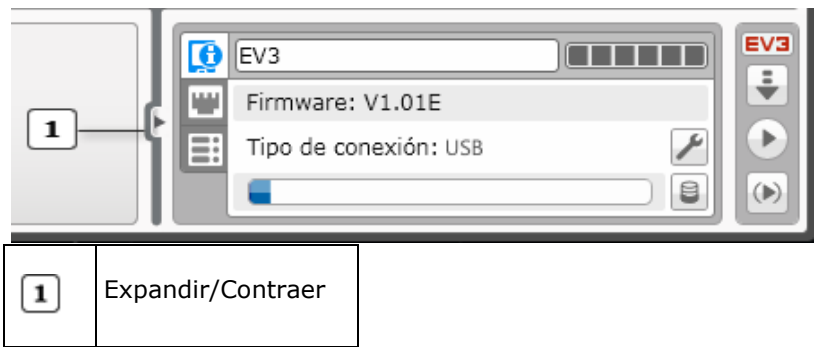 EV3
EV3
Firmware: V1.01E
1
Tipo de conexión: USB
1
Expandir/Contraer